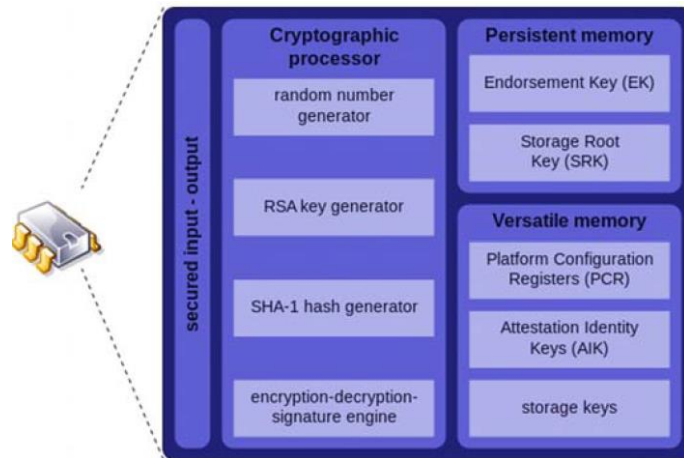 secured input - output
Cryptographic
processor
random number
generator
RSA key generator
SHA-1 hash generator
encryption-decryption-
signature engine
Persistent memory
Endorsement Key (EK)
Storage Root
Key (SRK)
Versatile memory
Platform Configuration
Registers (PCR)
Attestation Identity
Keys (AIK)
storage keys